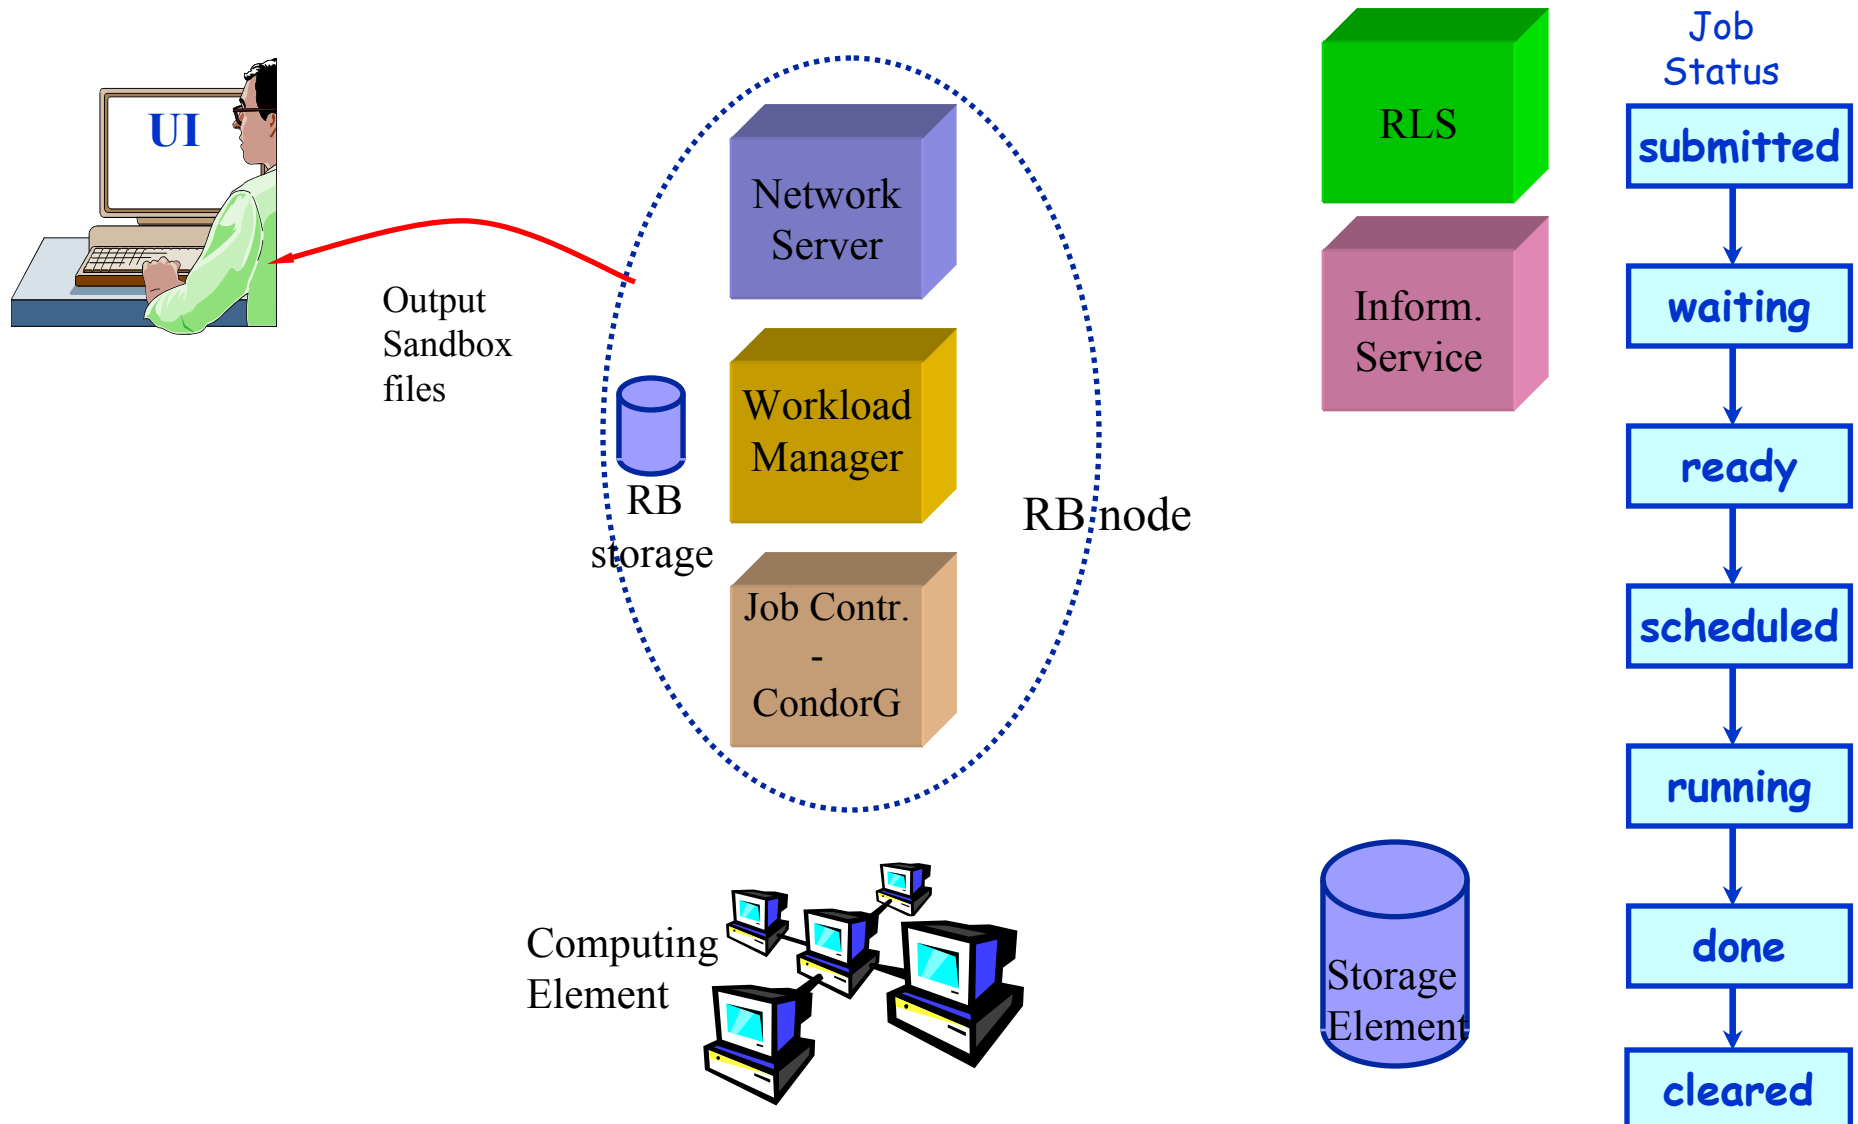 UI
Output
Sandbox
files
Network
Server
Workload
Manager
RB
storage
RB node
Job Contr.
-
CondorG
Computing
Element
RLS
Inform.
Service
Storage
Element
Job
Status
submitted
waiting
ready
scheduled
running
done
cleared